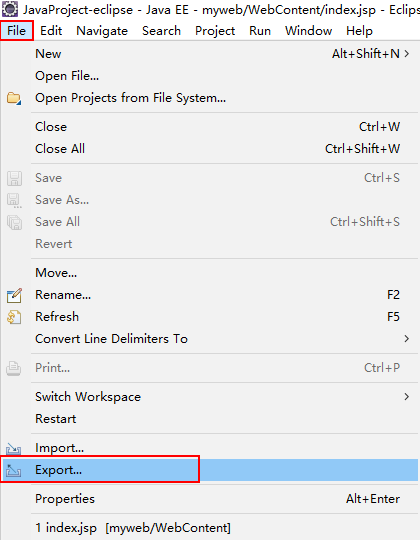 JavaProject-eclipse - Java EE - myweb/WebContent/index.jsp - Eclips
File Edit Navigate Search Project Run Window Help
New Alt+Shift+N >
Open File...
Open Projects from File System...
Close Ctrl+W
Close All Ctrl+Shift+W
Save Ctrl+S
Save As...
Save All Ctrl+Shift+S
Revert
Move...
Rename... F2
Refresh F5
Convert Line Delimiters To >
Print... Ctrl+P
Switch Workspace >
Restart
Import...
Export...
Properties Alt+Enter
1 index.jsp [myweb/WebContent]